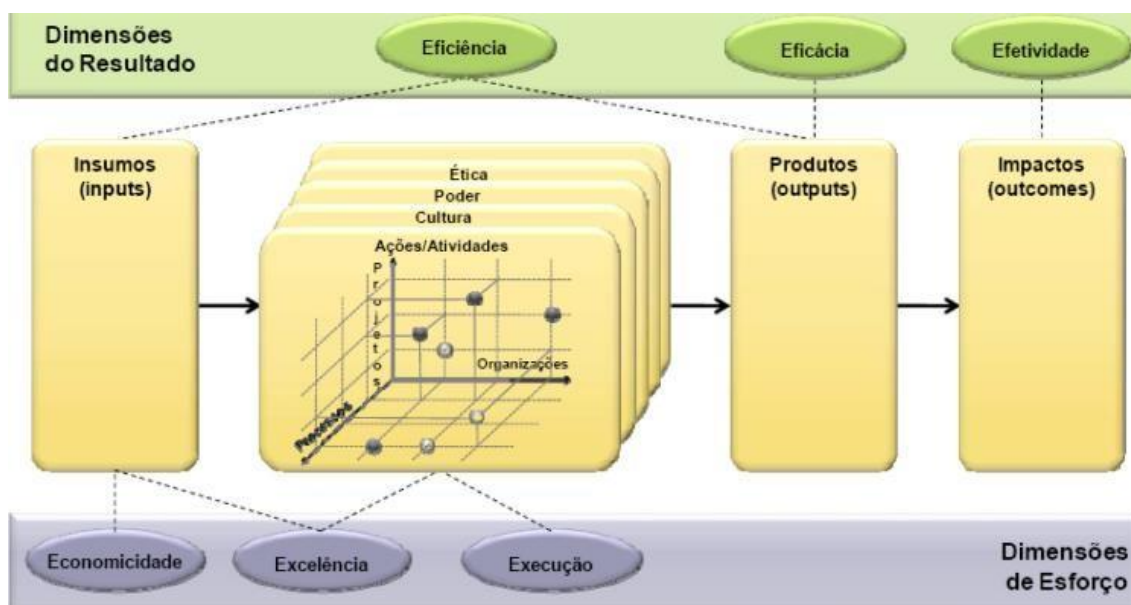 Dimensões
do Resultado
Eficiência
Eficácia
Efetividade
Insumos
(inputs)
Ética
Poder
Cultura
Ações/Atividades
Projetos
Organizações
Processos
Produtos
(outputs)
Impactos
(outcomes)
Economicidade
Excelência
Execução
Dimensões
de Esforço